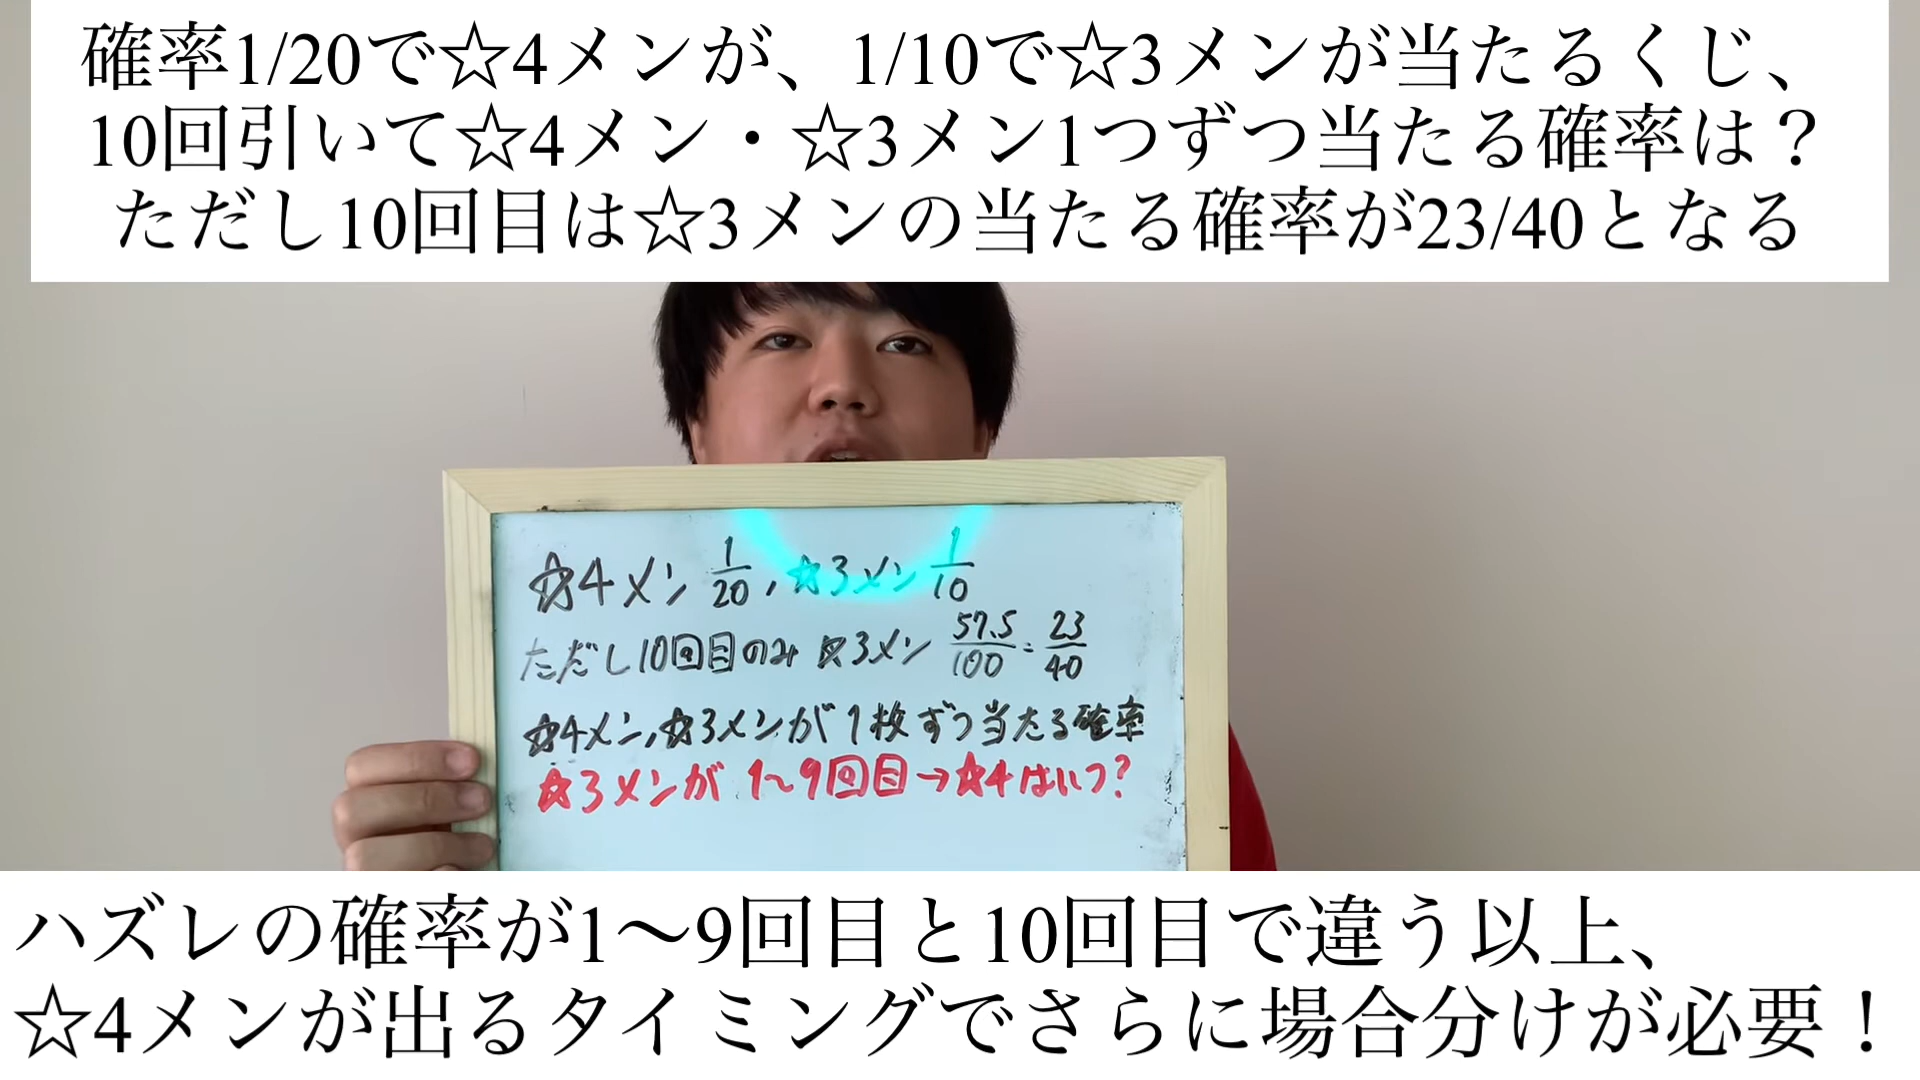 確率1/20で☆4メンが、1/10で☆3メンが当たるくじ、
10回引いて☆4メン・☆3メン1つずつ当たる確率は？
ただし10回目は☆3メンの当たる確率が23/40となる
☆4メン 1/20, ☆3メン 1/10
ただし10回目のみ ☆3メン 57.5/100 = 23/40
☆4メン,☆3メンが1枚ずつ当たる確率
☆3メンが1~9回目→☆4はいつ?
ハズレの確率が1～9回目と10回目で違う以上、
☆4メンが出るタイミングでさらに場合分けが必要！